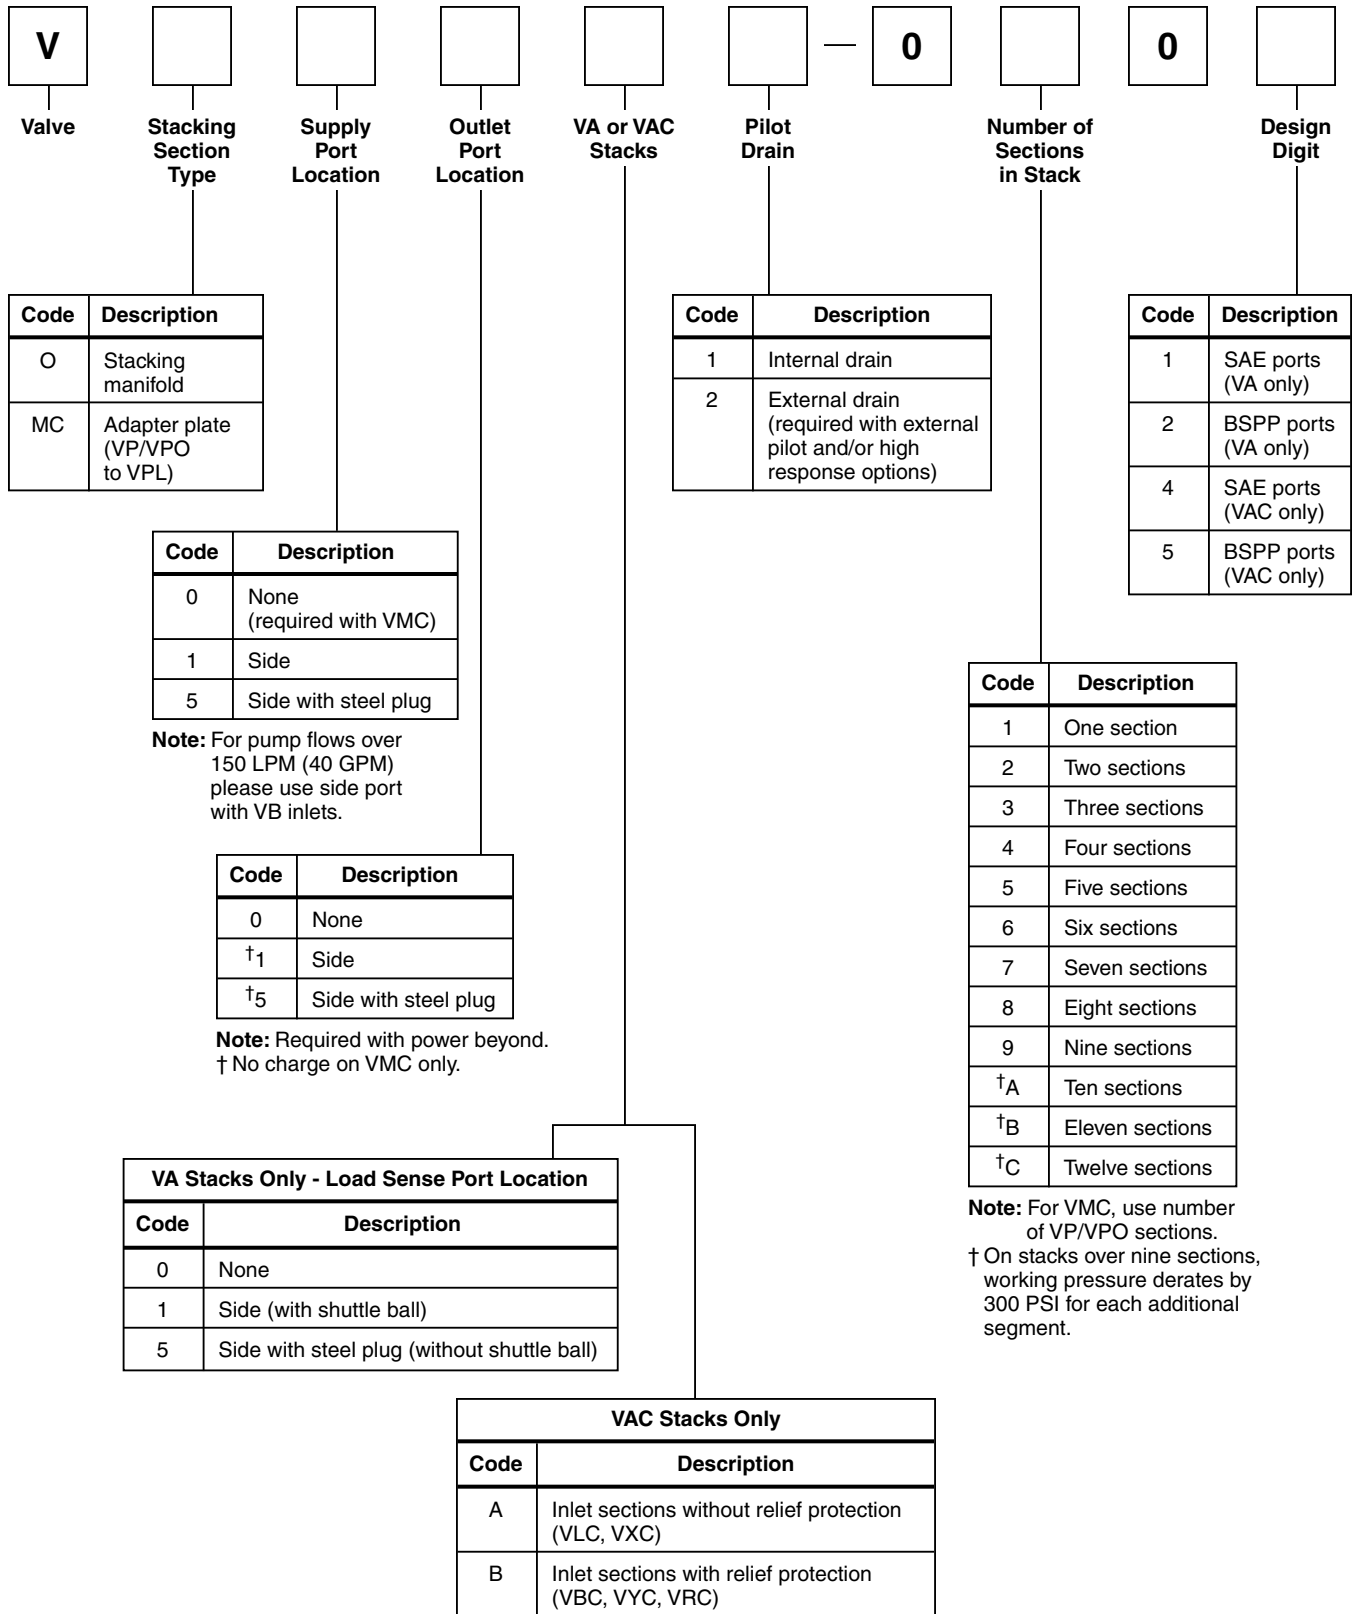 V — 0 0
Valve
Stacking
Section
Type
Supply
Port
Location
Outlet
Port
Location
VA or VAC
Stacks
Pilot
Drain
Number of
Sections
in Stack
Design
Digit
Code Description
O Stacking
manifold
MC Adapter plate
(VP/VPO
to VPL)
Code Description
1 Internal drain
2 External drain
(required with external
pilot and/or high
response options)
Code Description
1 SAE ports
(VA only)
2 BSPP ports
(VA only)
4 SAE ports
(VAC only)
5 BSPP ports
(VAC only)
Code Description
0 None
(required with VMC)
1 Side
5 Side with steel plug
Note: For pump flows over
150 LPM (40 GPM)
please use side port
with VB inlets.
Code Description
1 One section
2 Two sections
3 Three sections
4 Four sections
5 Five sections
6 Six sections
7 Seven sections
8 Eight sections
9 Nine sections
†A Ten sections
†B Eleven sections
†C Twelve sections
Note: For VMC, use number
of VP/VPO sections.
† On stacks over nine sections,
working pressure derates by
300 PSI for each additional
segment.
Code Description
0 None
†1 Side
†5 Side with steel plug
Note: Required with power beyond.
† No charge on VMC only.
VA Stacks Only - Load Sense Port Location
Code Description
0 None
1 Side (with shuttle ball)
5 Side with steel plug (without shuttle ball)
VAC Stacks Only
Code Description
A Inlet sections without relief protection
(VLC, VXC)
B Inlet sections with relief protection
(VBC, VYC, VRC)